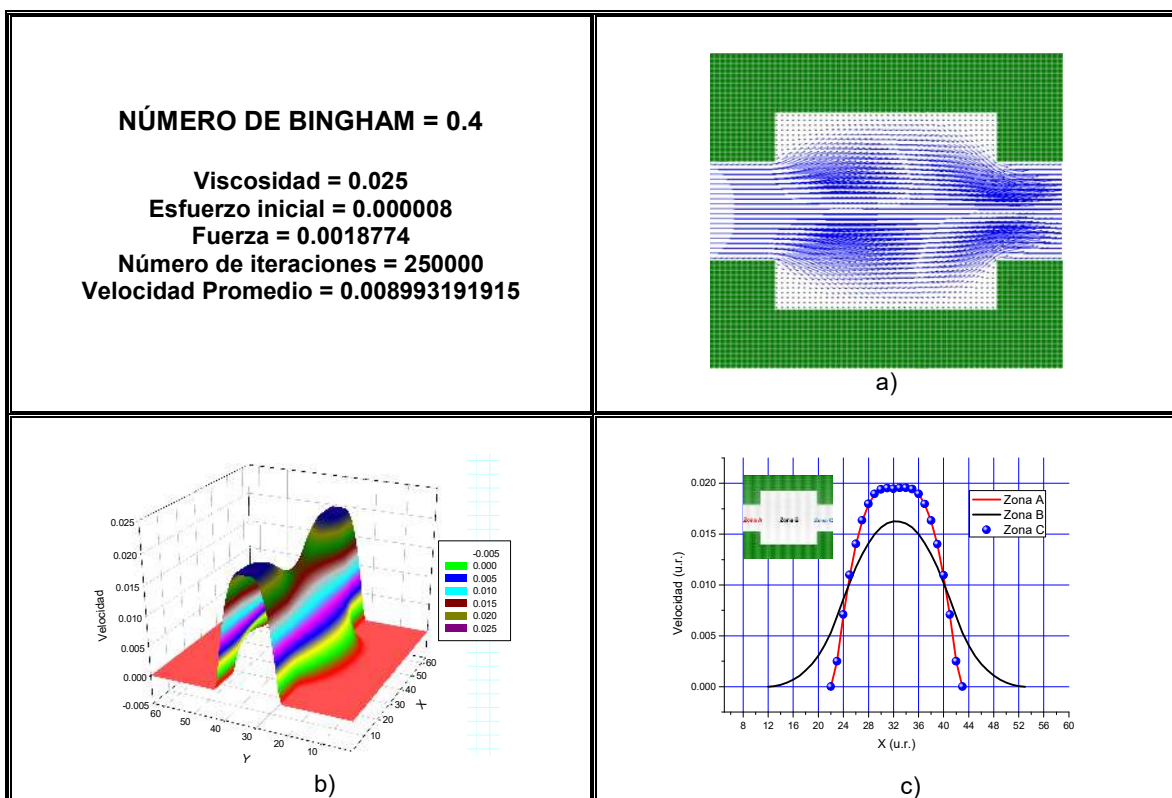 NÚMERO DE BINGHAM = 0.4
Viscosidad = 0.025
Esfuerzo inicial = 0.000008
Fuerza = 0.0018774
Número de iteraciones = 250000
Velocidad Promedio = 0.008993191915
a)
Velocidad
0.025
0.020
0.015
0.010
0.005
0.000
-0.005
60
50
40
30
20
10
Y
10
20
30
40
50
60
X
-0.005
0.000
0.005
0.010
0.015
0.020
0.025
b)
Velocidad (u.r.)
0.020
0.015
0.010
0.005
0.000
Zona A
Zona B
Zona C
Zona A
Zona B
Zona C
8 12 16 20 24 28 32 36 40 44 48 52 56 60
X (u.r.)
c)